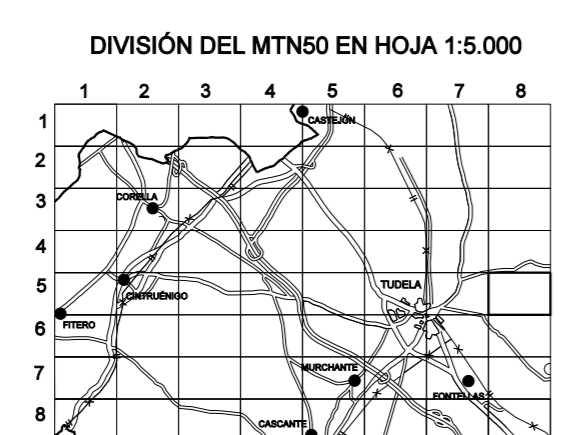 DIVISIÓN DEL MTN50 EN HOJA 1:5.000
1 2 3 4 5 6 7 8
1
CASTEJÓN
2
3
CORELLA
4
5
TUDELA
CINTRUÉNIGO
6
FITERO
7
MURCHANTE
FONTELLAS
8
CASCANTE